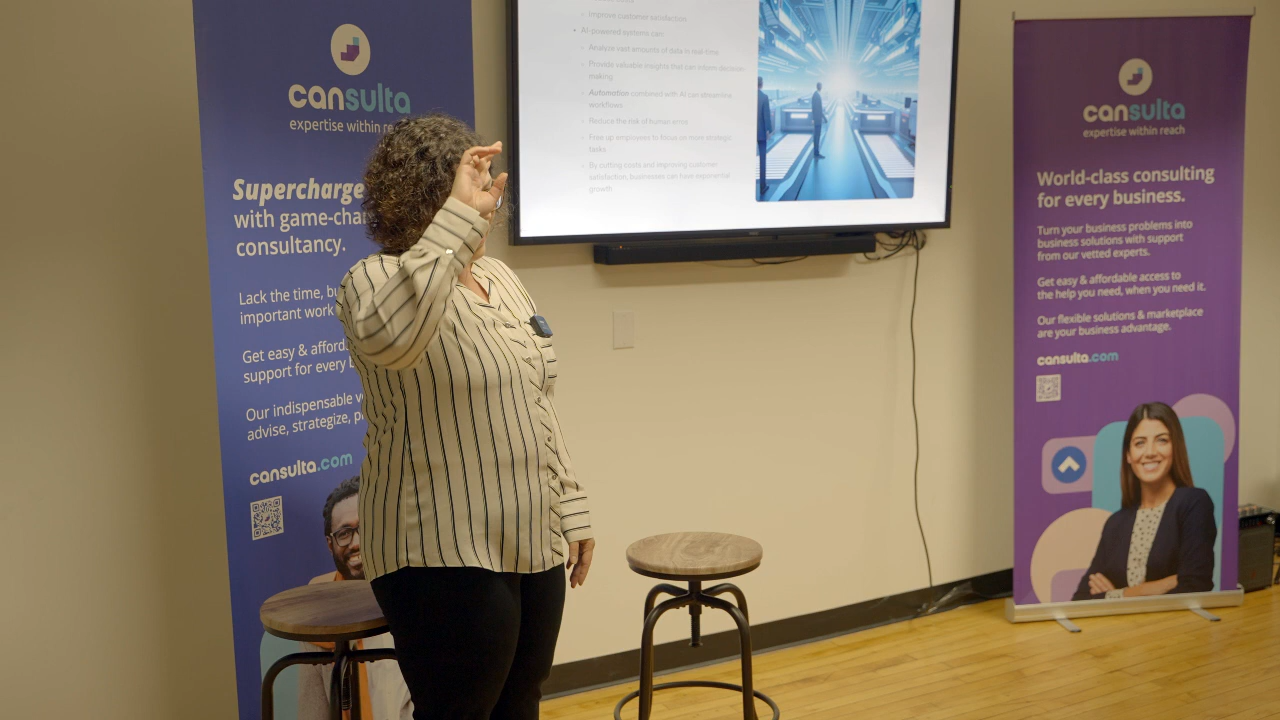 cansulta
expertise within rea
Supercharge
with game-chan
consultancy.
Lack the time, bu
important work
Get easy & afford
support for every b
Our indispensable v
advise, strategize, p
cansulta.com
Improve customer satisfaction.
AI-powered systems can:
Analyze vast amounts of data in real-time.
Provide valuable insights that can inform decision-
making.
Automation combined with AI can streamline
workflows.
Reduce the risk of human error.
Free up employees to focus on more strategic
tasks.
By cutting costs and improving customer
satisfaction, businesses can have exponential
growth.
cansulta
expertise within reach
World-class consulting
for every business.
Turn your business problems into
business solutions with support
from our vetted experts.
Get easy & affordable access to
the help you need, when you need it.
Our flexible solutions & marketplace
are your business advantage.
cansulta.com